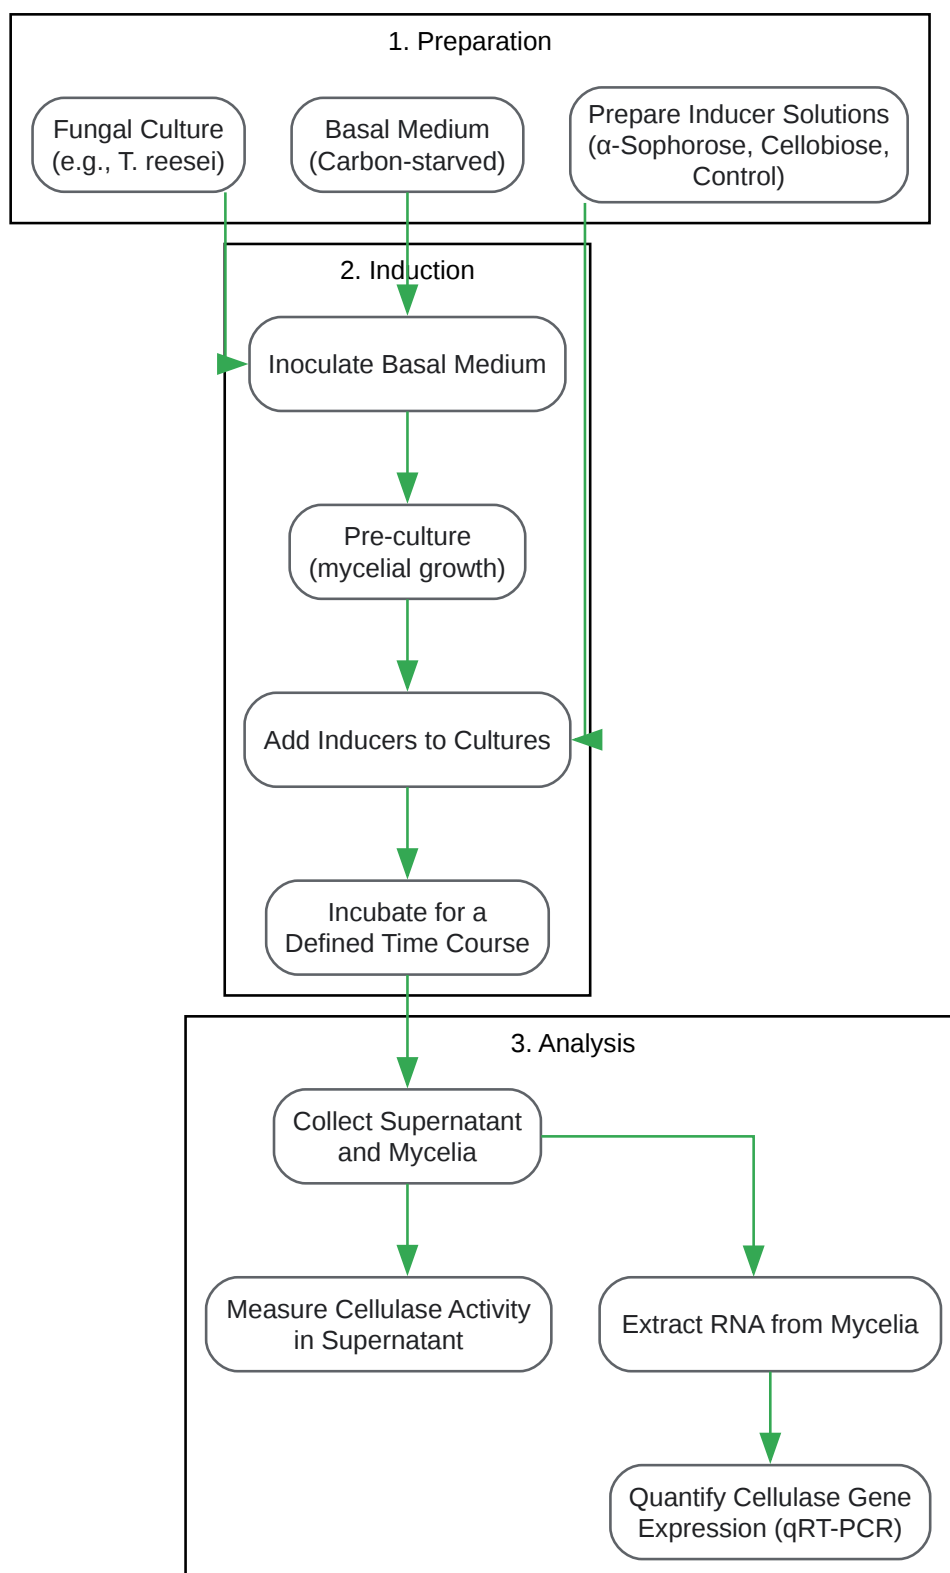 1. Preparation
Fungal Culture
(e.g., T. reesei)
Basal Medium
(Carbon-starved)
Prepare Inducer Solutions
(α-Sophorose, Cellobiose,
Control)
2. Induction
Inoculate Basal Medium
Pre-culture
(mycelial growth)
Add Inducers to Cultures
Incubate for a
Defined Time Course
3. Analysis
Collect Supernatant
and Mycelia
Measure Cellulase Activity
in Supernatant
Extract RNA from Mycelia
Quantify Cellulase Gene
Expression (qRT-PCR)